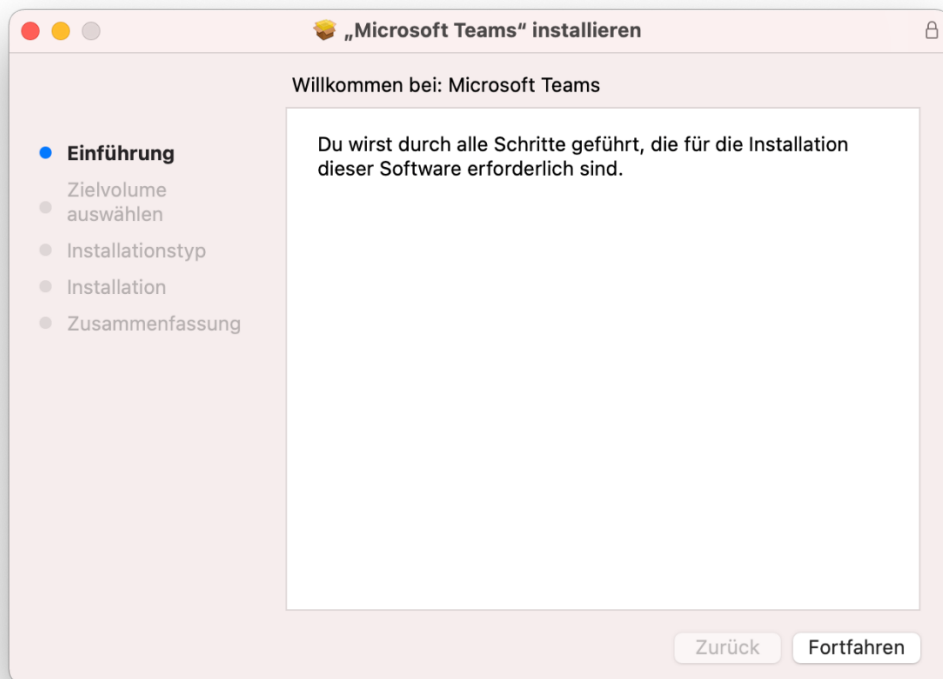 „Microsoft Teams“ installieren
Willkommen bei: Microsoft Teams
Einführung
Zielvolume
auswählen
Installationstyp
Installation
Zusammenfassung
Du wirst durch alle Schritte geführt, die für die Installation
dieser Software erforderlich sind.
Zurück
Fortfahren